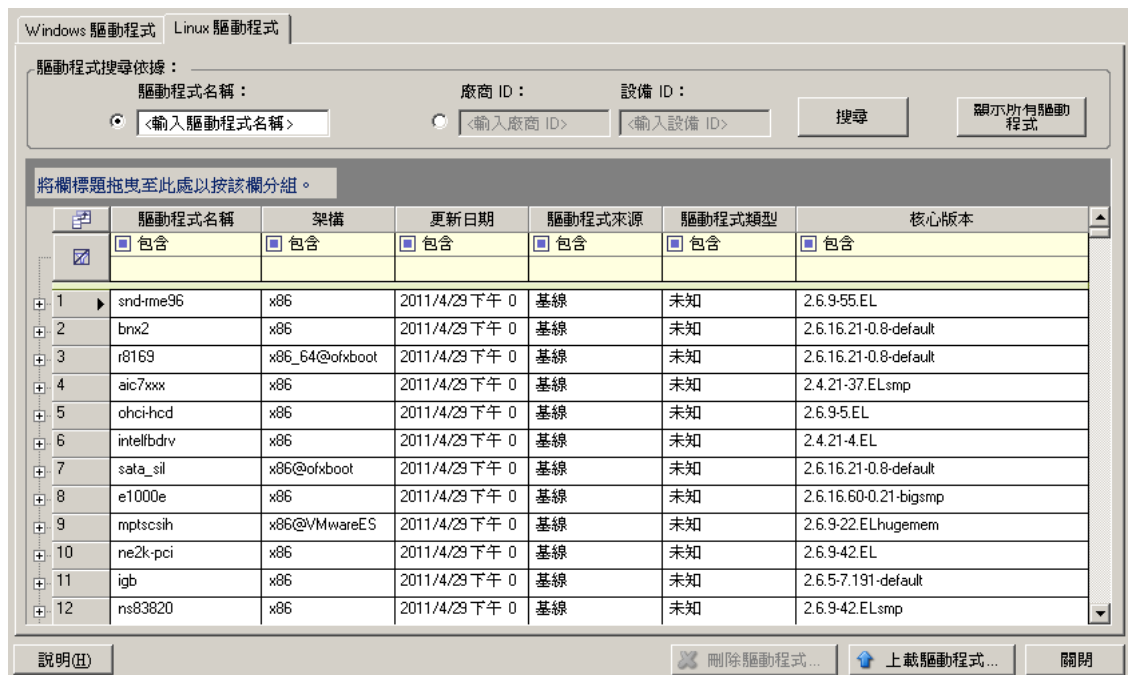 Windows 驅動程式 Linux 驅動程式
驅動程式搜尋依據：
驅動程式名稱： 廠商 ID： 設備 ID：
<輸入驅動程式名稱> <輸入廠商 ID> <輸入設備 ID> 搜尋 顯示所有驅動
程式
將欄標題拖曳至此處以按該欄分組。
驅動程式名稱 架構 更新日期 驅動程式來源 驅動程式類型 核心版本
包含 包含 包含 包含 包含 包含
1 snd-rme96 x86 2011/4/29 下午 0 基線 未知 2.6.9-55.EL
2 bnx2 x86 2011/4/29 下午 0 基線 未知 2.6.16.21-0.8-default
3 r8169 x86_64@ofxboot 2011/4/29 下午 0 基線 未知 2.6.16.21-0.8-default
4 aic7xxx x86 2011/4/29 下午 0 基線 未知 2.4.21-37.ELsmp
5 ohci-hcd x86 2011/4/29 下午 0 基線 未知 2.6.9-5.EL
6 intelfbdrv x86 2011/4/29 下午 0 基線 未知 2.4.21-4.EL
7 sata_sil x86@ofxboot 2011/4/29 下午 0 基線 未知 2.6.16.21-0.8-default
8 e1000e x86 2011/4/29 下午 0 基線 未知 2.6.16.60-0.21-bigsmp
9 mptscsih x86@VMwareES 2011/4/29 下午 0 基線 未知 2.6.9-22.ELhugemem
10 ne2k-pci x86 2011/4/29 下午 0 基線 未知 2.6.9-42.EL
11 igb x86 2011/4/29 下午 0 基線 未知 2.6.5-7.191-default
12 ns83820 x86 2011/4/29 下午 0 基線 未知 2.6.9-42.ELsmp
說明(H) 刪除驅動程式... 上載驅動程式... 關閉